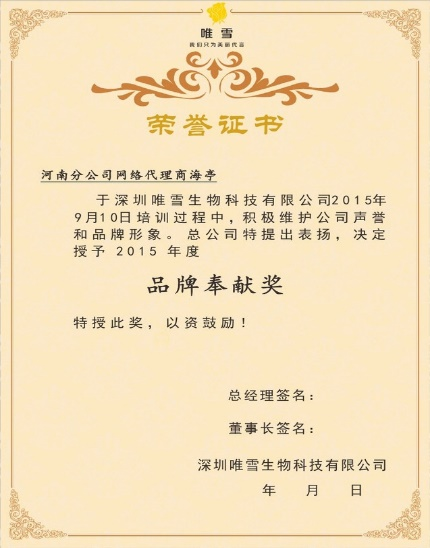 唯雪
我们只为美丽代言
荣誉证书
河南分公司网络代理商海亭
于深圳唯雪生物科技有限公司2015年
9月10日培训过程中，积极维护公司声誉
和品牌形象。总公司特提出表扬，决定
授予 2015 年度
品牌奉献奖
特授此奖，以资鼓励！
总经理签名：
董事长签名：
深圳唯雪生物科技有限公司
年 月 日